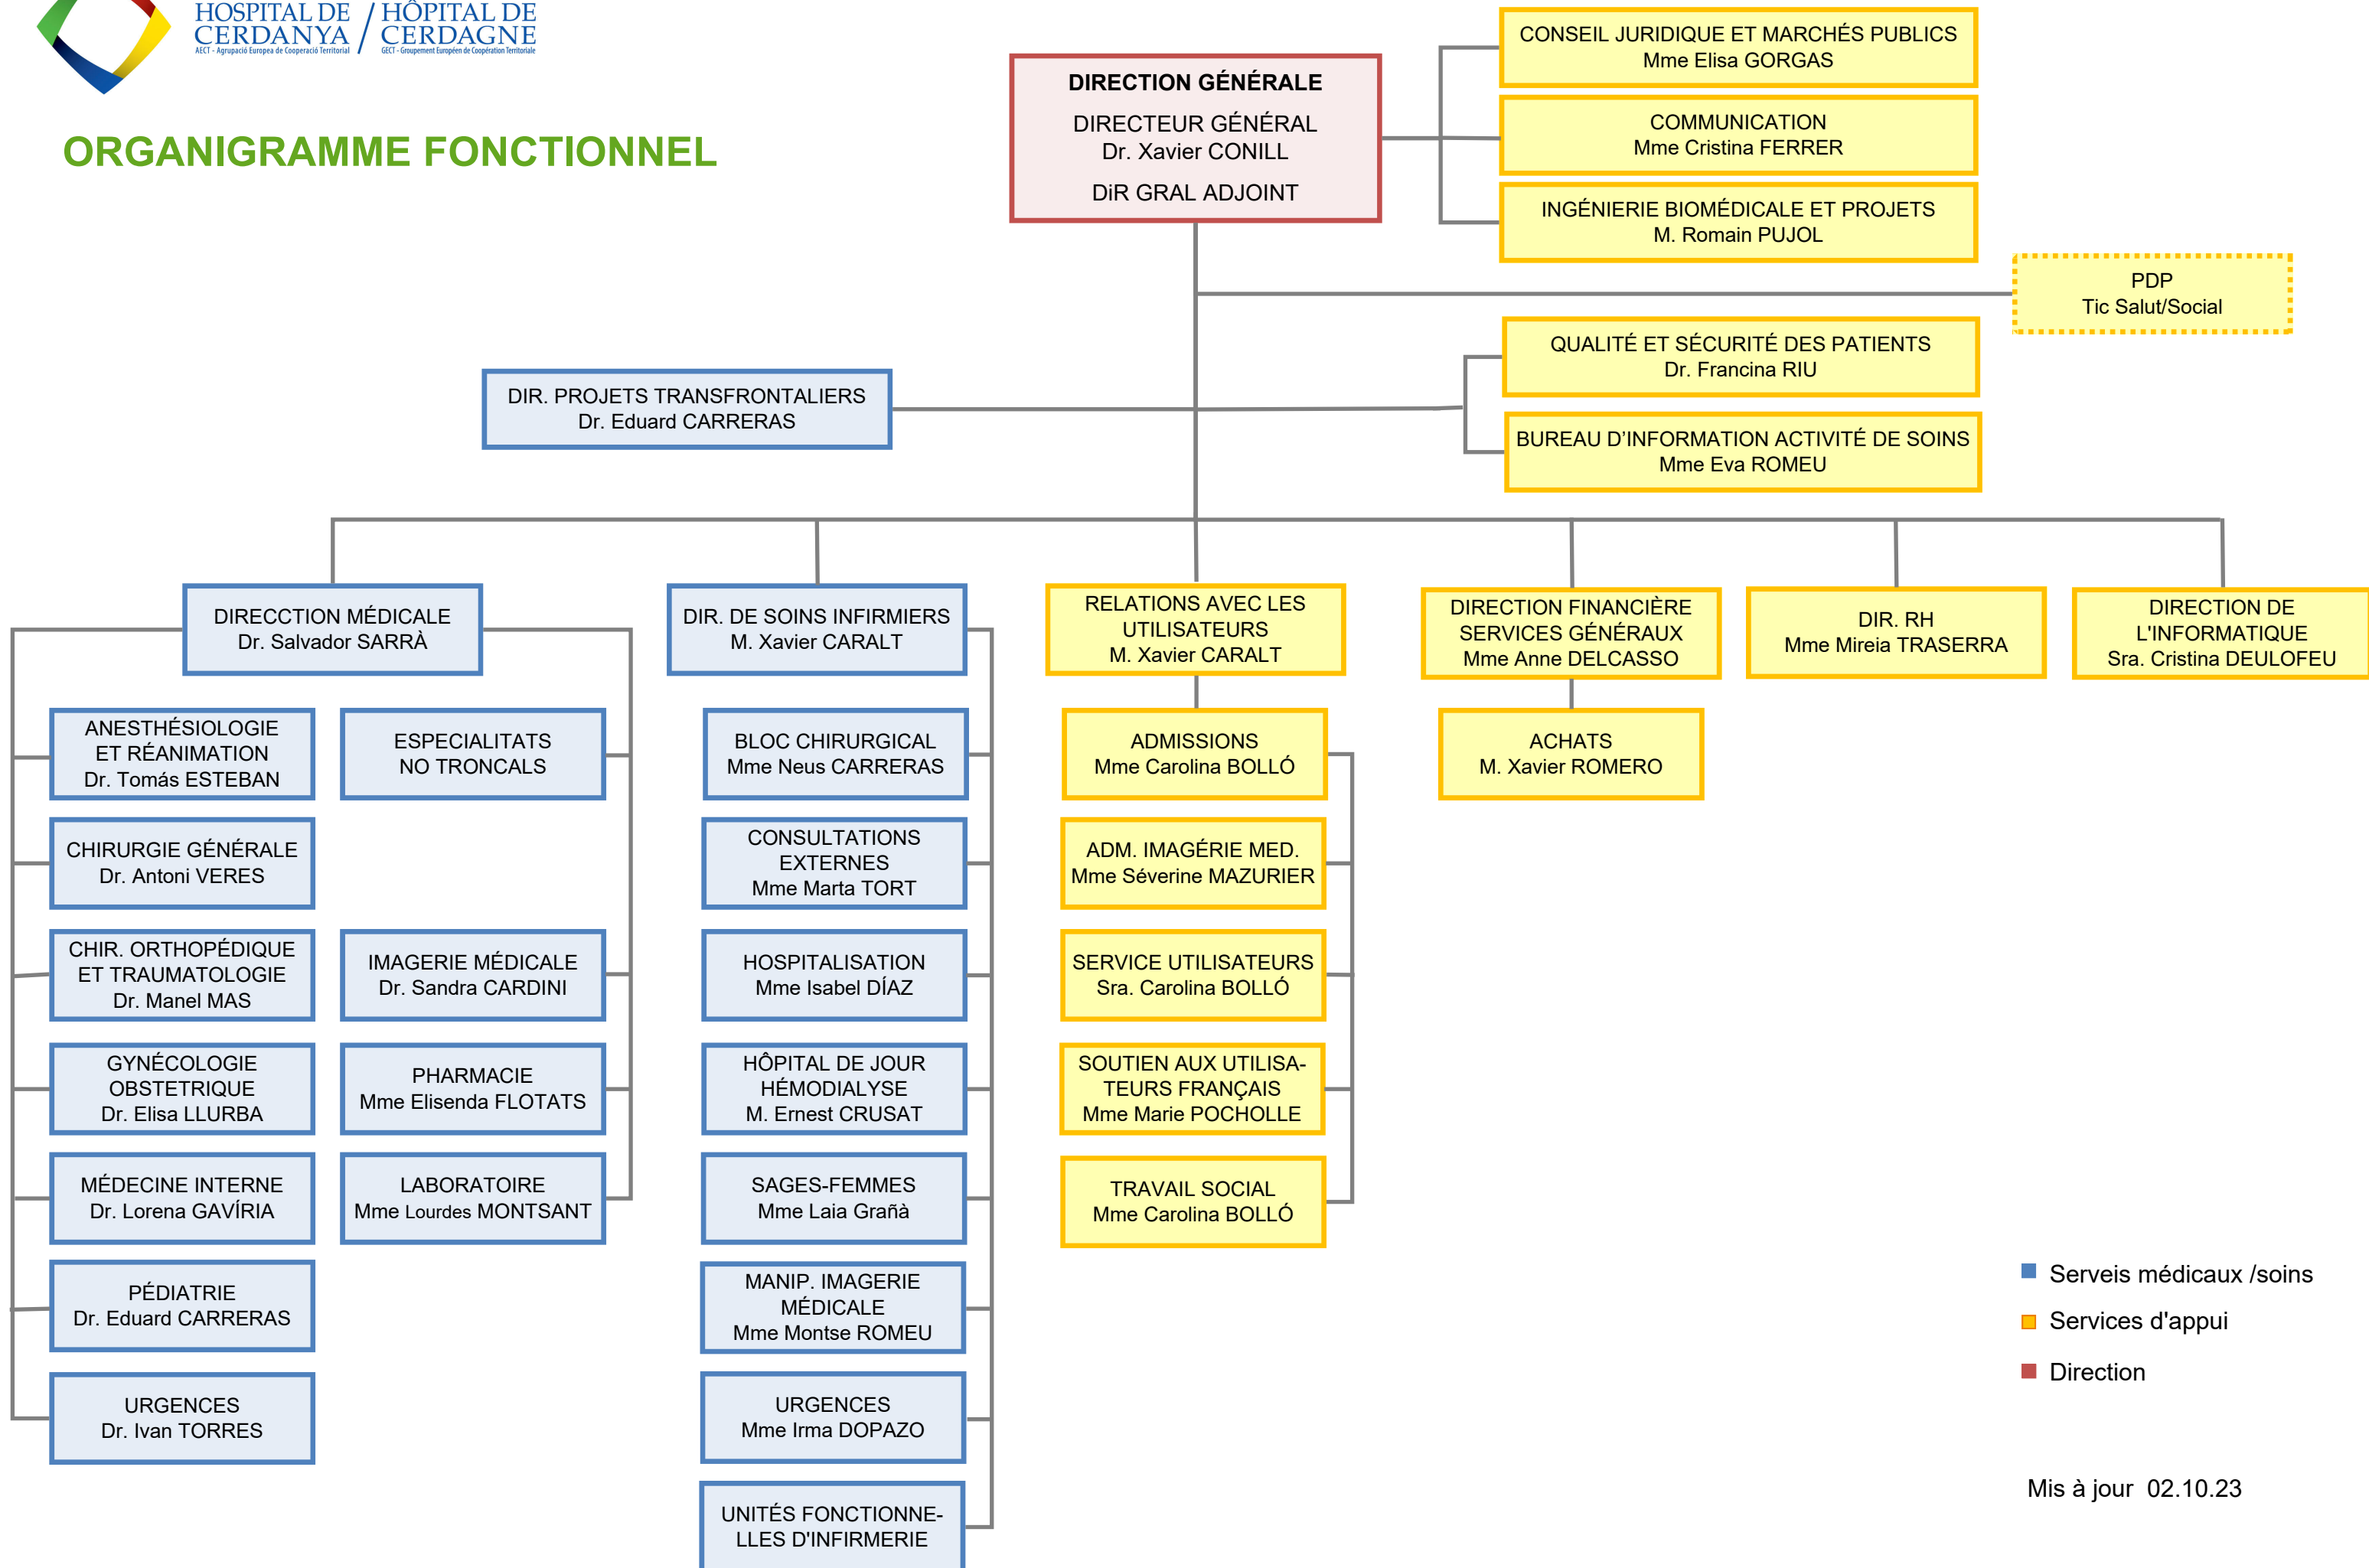 HOSPITAL DE / HÔPITAL DE
CERDANYA / CERDAGNE
AECT - Agrupació Europea de Cooperació Territorial
GECT - Groupement Européen de Coopération Territoriale
ORGANIGRAMME FONCTIONNEL
DIRECTION GÉNÉRALE
DIRECTEUR GÉNÉRAL
Dr. Xavier CONILL
DiR GRAL ADJOINT
CONSEIL JURIDIQUE ET MARCHÉS PUBLICS
Mme Elisa GORGAS
COMMUNICATION
Mme Cristina FERRER
INGÉNIERIE BIOMÉDICALE ET PROJETS
M. Romain PUJOL
PDP
Tic Salut/Social
QUALITÉ ET SÉCURITÉ DES PATIENTS
Dr. Francina RIU
DIR. PROJETS TRANSFRONTALIERS
Dr. Eduard CARRERAS
BUREAU D’INFORMATION ACTIVITÉ DE SOINS
Mme Eva ROMEU
DIRECCTION MÉDICALE
Dr. Salvador SARRÀ
DIR. DE SOINS INFIRMIERS
M. Xavier CARALT
RELATIONS AVEC LES
UTILISATEURS
M. Xavier CARALT
DIRECTION FINANCIÈRE
SERVICES GÉNÉRAUX
Mme Anne DELCASSO
DIR. RH
Mme Mireia TRASERRA
DIRECTION DE
L'INFORMATIQUE
Sra. Cristina DEULOFEU
ANESTHÉSIOLOGIE
ET RÉANIMATION
Dr. Tomás ESTEBAN
ESPECIALITATS
NO TRONCALS
BLOC CHIRURGICAL
Mme Neus CARRERAS
ADMISSIONS
Mme Carolina BOLLÓ
ACHATS
M. Xavier ROMERO
CHIRURGIE GÉNÉRALE
Dr. Antoni VERES
CONSULTATIONS
EXTERNES
Mme Marta TORT
ADM. IMAGÉRIE MED.
Mme Séverine MAZURIER
CHIR. ORTHOPÉDIQUE
ET TRAUMATOLOGIE
Dr. Manel MAS
IMAGERIE MÉDICALE
Dr. Sandra CARDINI
HOSPITALISATION
Mme Isabel DÍAZ
SERVICE UTILISATEURS
Sra. Carolina BOLLÓ
GYNÉCOLOGIE
OBSTETRIQUE
Dr. Elisa LLURBA
PHARMACIE
Mme Elisenda FLOTATS
HÔPITAL DE JOUR
HÉMODIALYSE
M. Ernest CRUSAT
SOUTIEN AUX UTILISA-
TEURS FRANÇAIS
Mme Marie POCHOLLE
MÉDECINE INTERNE
Dr. Lorena GAVÍRIA
LABORATOIRE
Mme Lourdes MONTSANT
SAGES-FEMMES
Mme Laia Grañà
TRAVAIL SOCIAL
Mme Carolina BOLLÓ
PÉDIATRIE
Dr. Eduard CARRERAS
MANIP. IMAGERIE
MÉDICALE
Mme Montse ROMEU
URGENCES
Dr. Ivan TORRES
URGENCES
Mme Irma DOPAZO
UNITÉS FONCTIONNE-
LLES D'INFIRMERIE
Serveis médicaux /soins
Services d'appui
Direction
Mis à jour 02.10.23